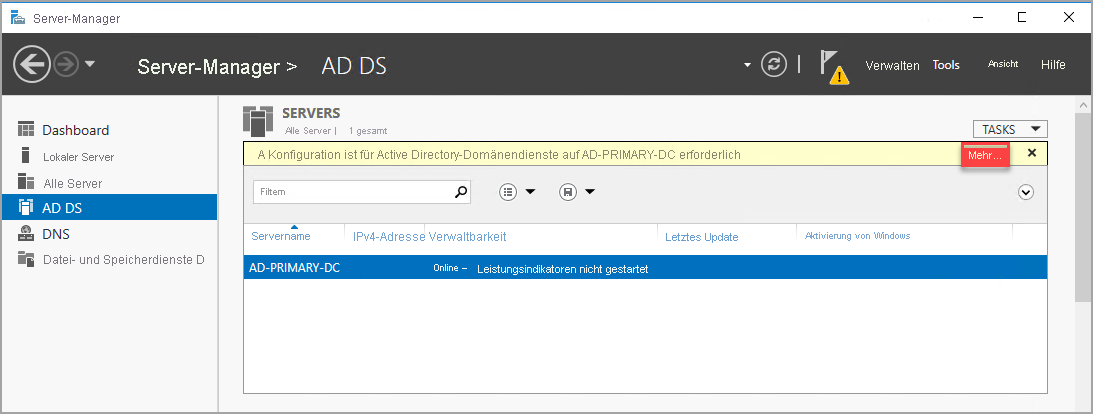 Server-Manager
Server-Manager > AD DS
Verwalten Tools Ansicht Hilfe
Dashboard
Lokaler Server
Alle Server
AD DS
DNS
Datei- und Speicherdienste D
SERVERS
Alle Server | 1 gesamt
TASKS
A Konfiguration ist für Active Directory-Domänendienste auf AD-PRIMARY-DC erforderlich
Mehr...
Filtern
Servername IPv4-Adresse Verwaltbarkeit Letztes Update Aktivierung von Windows
AD-PRIMARY-DC Online – Leistungsindikatoren nicht gestartet